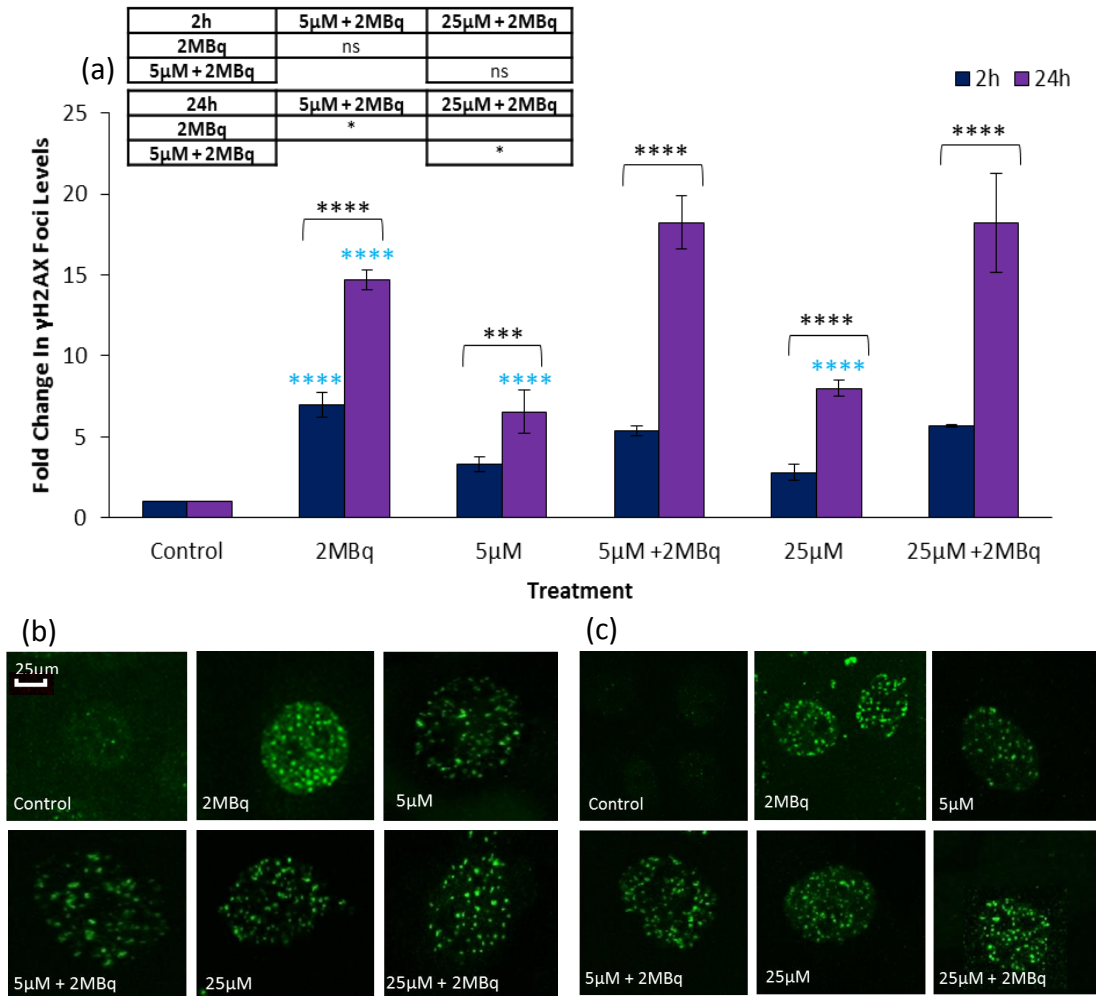 2h 5µM + 2MBq 25µM + 2MBq
2MBq ns
5µM + 2MBq ns
(a)
2h 24h
24h 5µM + 2MBq 25µM + 2MBq
2MBq *
5µM + 2MBq *
Fold Change In γH2AX Foci Levels
25
20
15
10
5
0
**** **** ****
**** *** **** ****
**** **** ****
Control 2MBq 5µM 5µM +2MBq 25µM 25µM +2MBq
Treatment
(b)
25µm
Control 2MBq 5µM
5µM + 2MBq 25µM 25µM + 2MBq
(c)
Control 2MBq 5µM
5µM + 2MBq 25µM 25µM + 2MBq